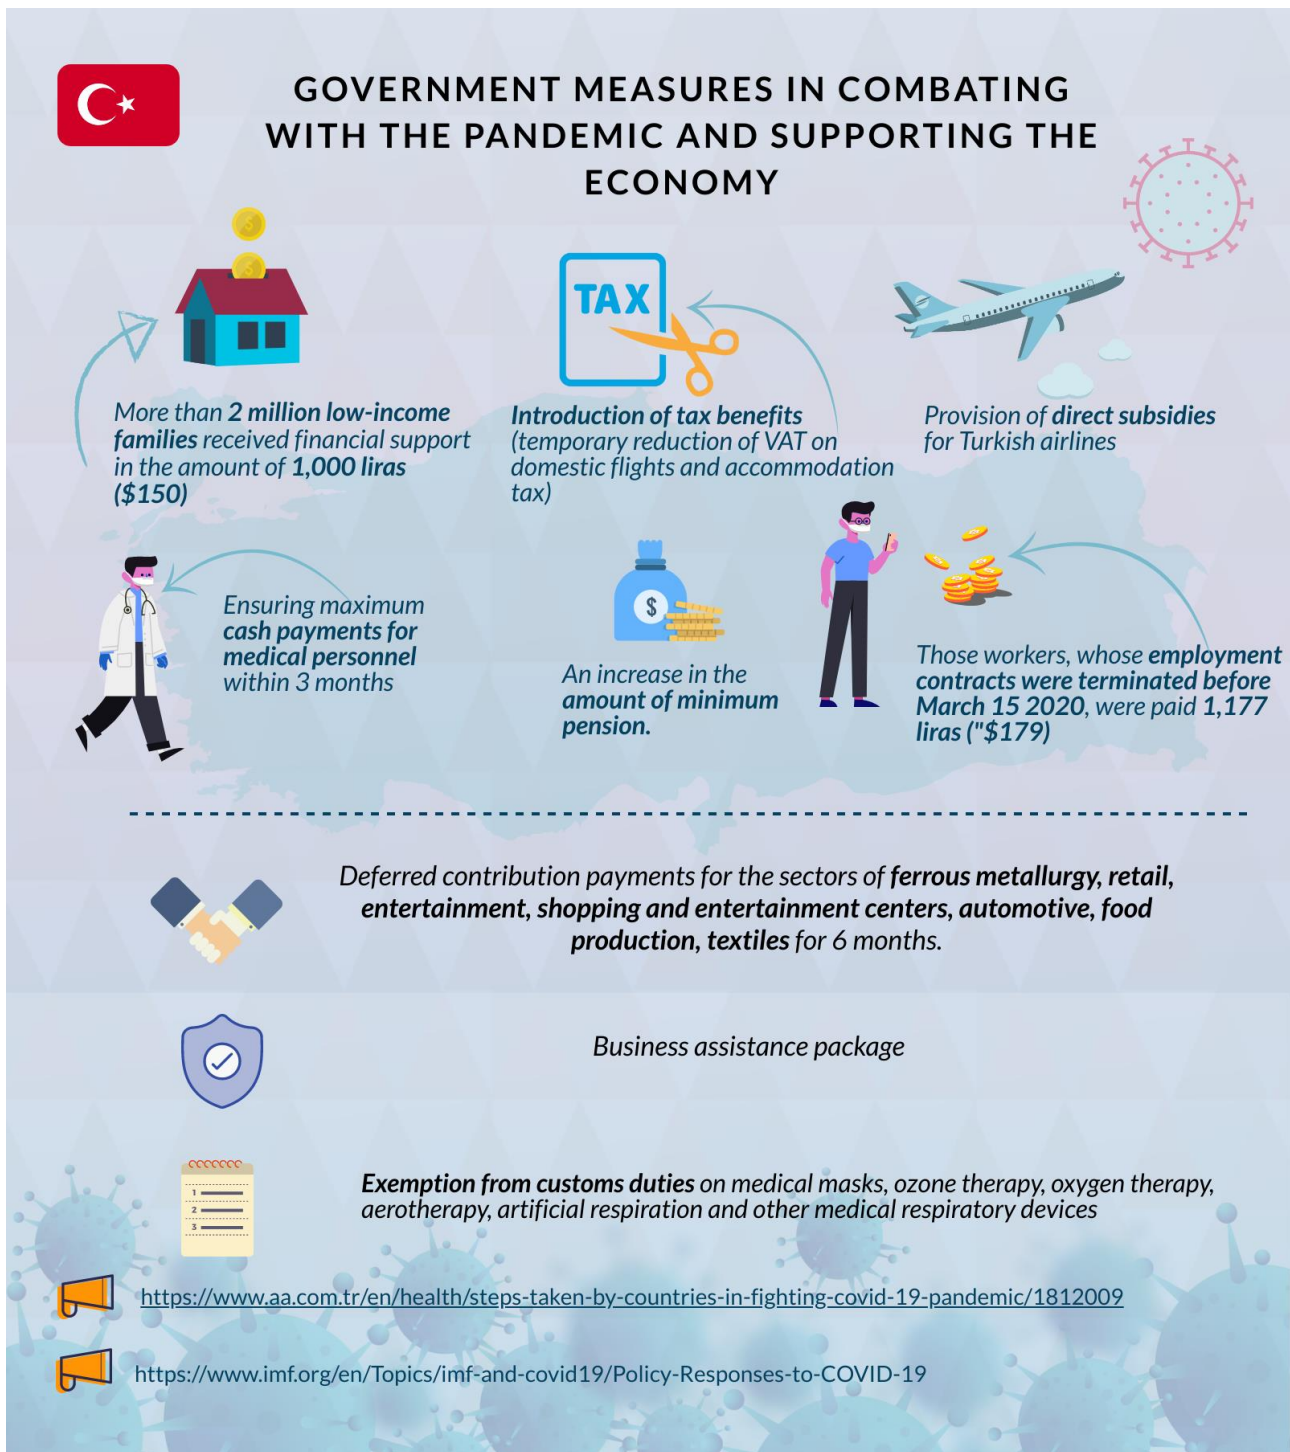 GOVERNMENT MEASURES IN COMBATING
WITH THE PANDEMIC AND SUPPORTING THE
ECONOMY
TAX
More than 2 million low-income
families received financial support
in the amount of 1,000 liras
($150)
Introduction of tax benefits
(temporary reduction of VAT on
domestic flights and accommodation
tax)
Provision of direct subsidies
for Turkish airlines
Ensuring maximum
cash payments for
medical personnel
within 3 months
$
An increase in the
amount of minimum
pension.
Those workers, whose employment
contracts were terminated before
March 15 2020, were paid 1,177
liras ("$179)
Deferred contribution payments for the sectors of ferrous metallurgy, retail,
entertainment, shopping and entertainment centers, automotive, food
production, textiles for 6 months.
Business assistance package
1
2
3
Exemption from customs duties on medical masks, ozone therapy, oxygen therapy,
aerotherapy, artificial respiration and other medical respiratory devices
https://www.aa.com.tr/en/health/steps-taken-by-countries-in-fighting-covid-19-pandemic/1812009
https://www.imf.org/en/Topics/imf-and-covid19/Policy-Responses-to-COVID-19